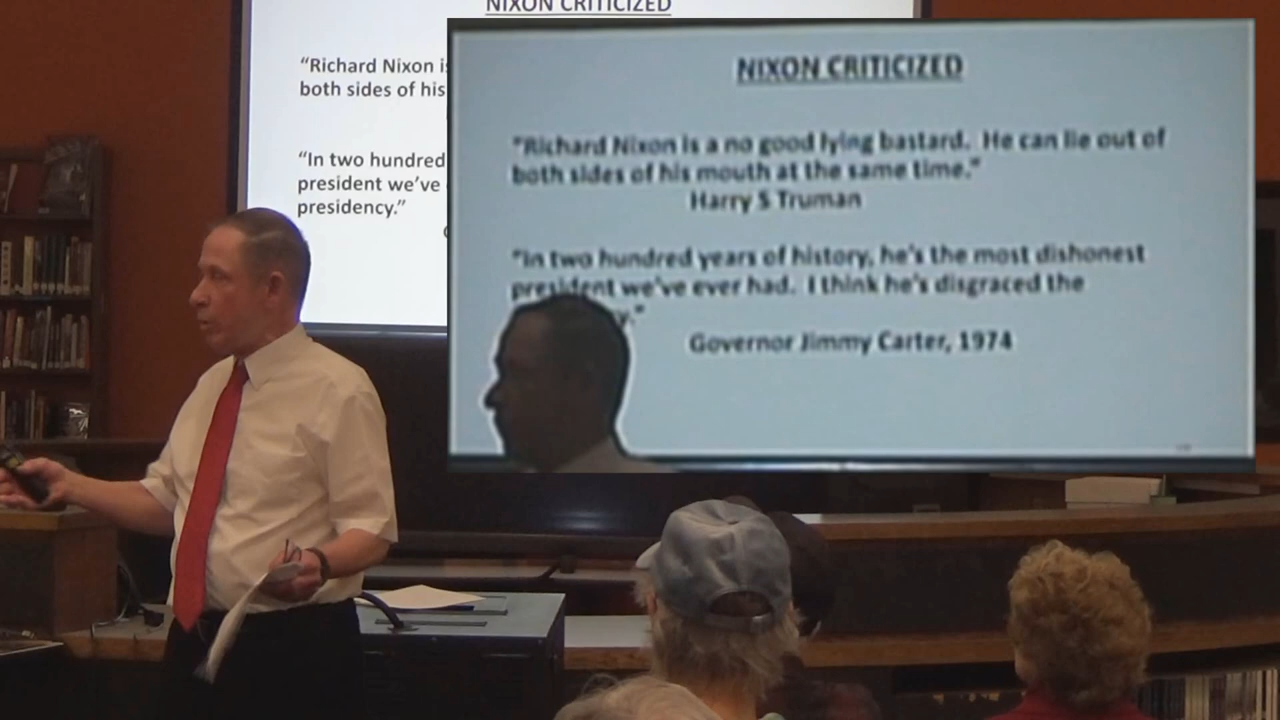 NIXON CRITICIZED
“Richard Nixon is
both sides of his
“In two hundred
president we’ve
presidency.”
NIXON CRITICIZED
“Richard Nixon is a no good lying bastard. He can lie out of
both sides of his mouth at the same time.”
Harry S Truman
“In two hundred years of history, he’s the most dishonest
president we’ve ever had. I think he’s disgraced the
y.”
Governor Jimmy Carter, 1974